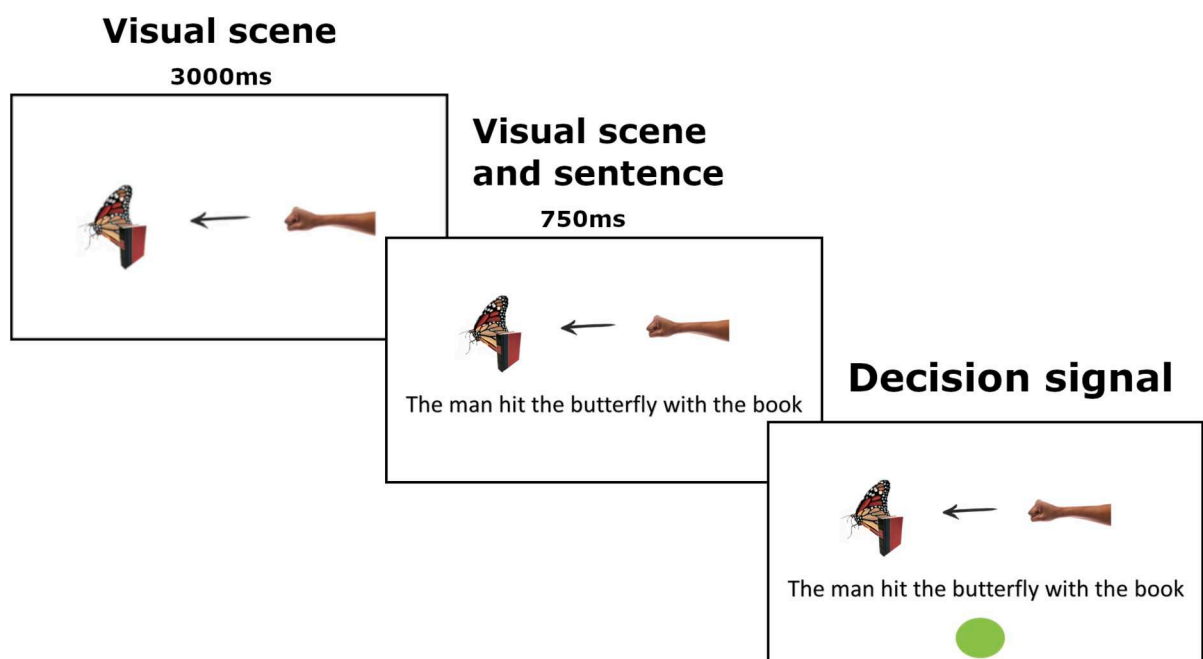 Visual scene
3000ms
Visual scene
and sentence
750ms
The man hit the butterfly with the book
Decision signal
The man hit the butterfly with the book